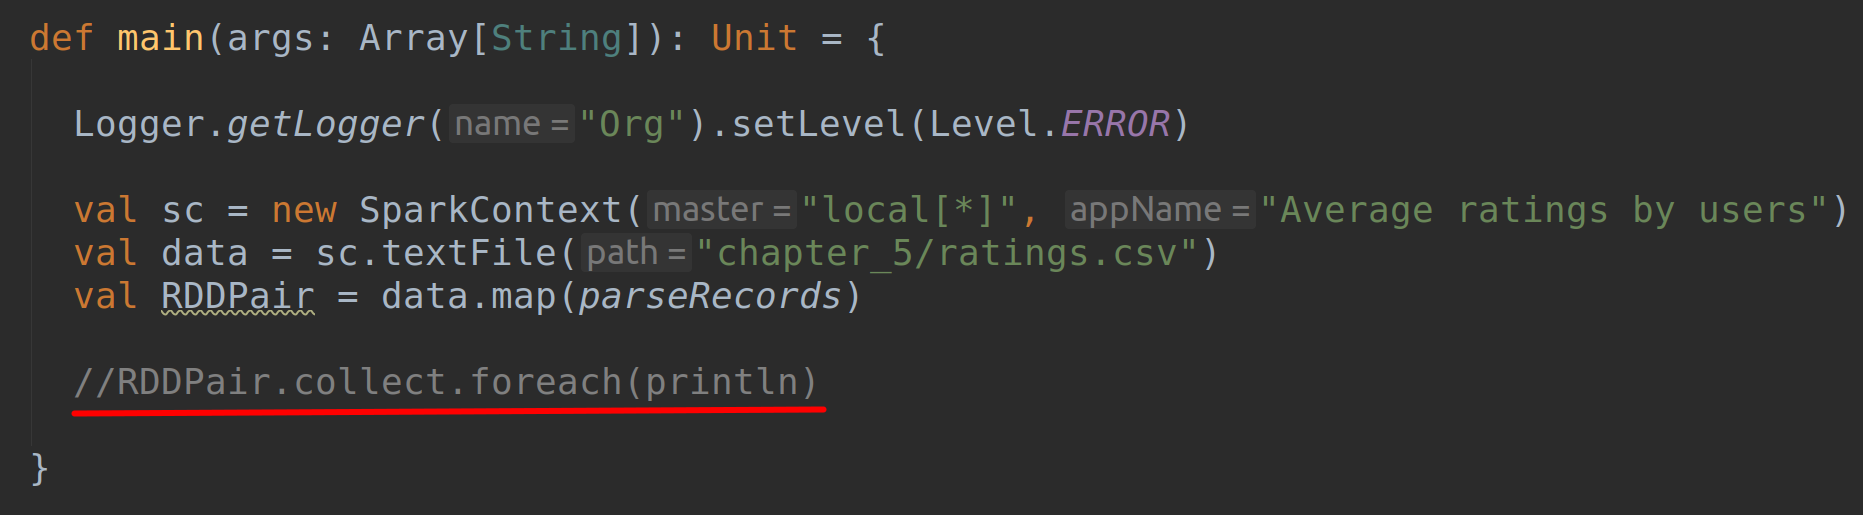 def main(args: Array[String]): Unit = {
Logger.getLogger( name = "Org").setLevel(Level.ERROR)
val sc = new SparkContext( master = "local[*]", appName = "Average ratings by users")
val data = sc.textFile( path = "chapter_5/ratings.csv")
val RDDPair = data.map(parseRecords)
//RDDPair.collect.foreach(println)
}